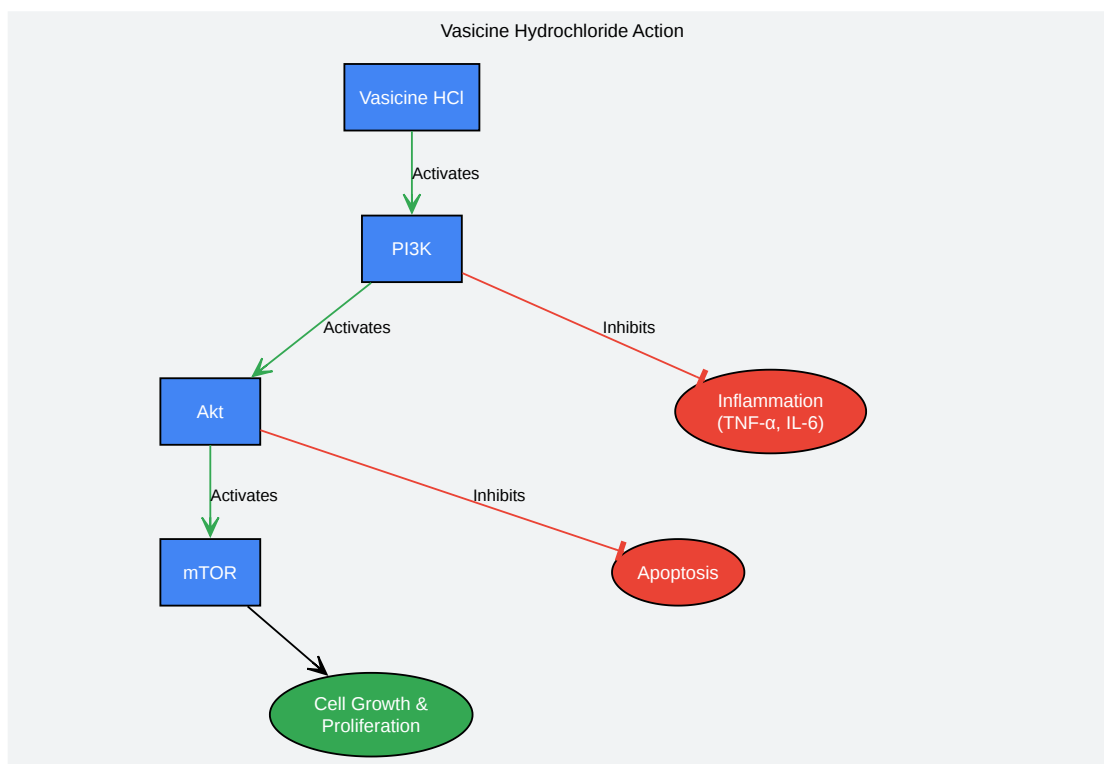 Vasicine Hydrochloride Action
Vasicine HCl
Activates
PI3K
Activates
Inhibits
Inflammation
(TNF-α, IL-6)
Akt
Activates
Inhibits
mTOR
Apoptosis
Cell Growth &
Proliferation